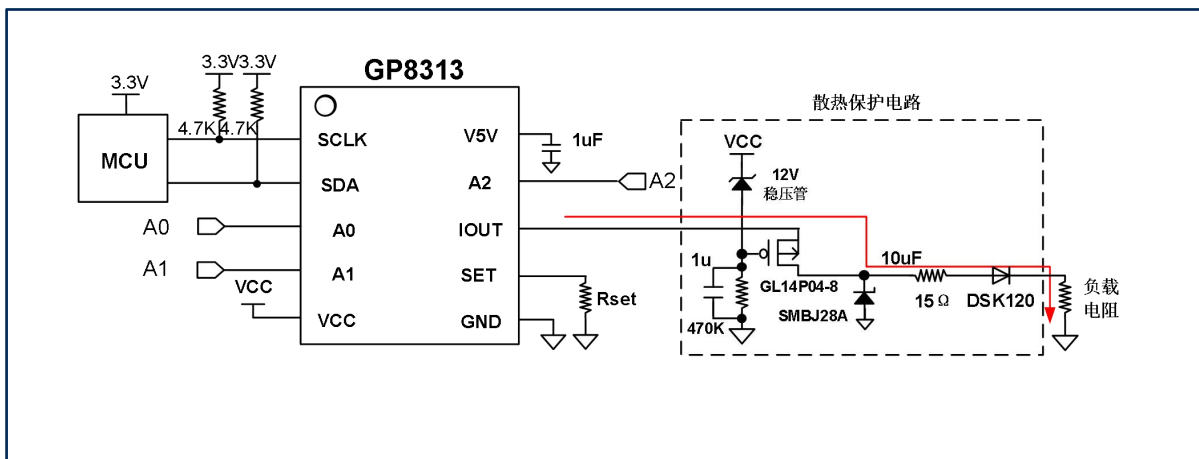 GP8313
3.3V
3.3V
3.3V
4.7K
4.7K
MCU
SCLK
SDA
A0
A1
VCC
V5V
A2
IOUT
SET
GND
A0
A1
VCC
1uF
A2
Rset
散热保护电路
VCC
12V
稳压管
1u
470K
GL14P04-8
10uF
SMBJ28A
15Ω
DSK120
负载
电阻